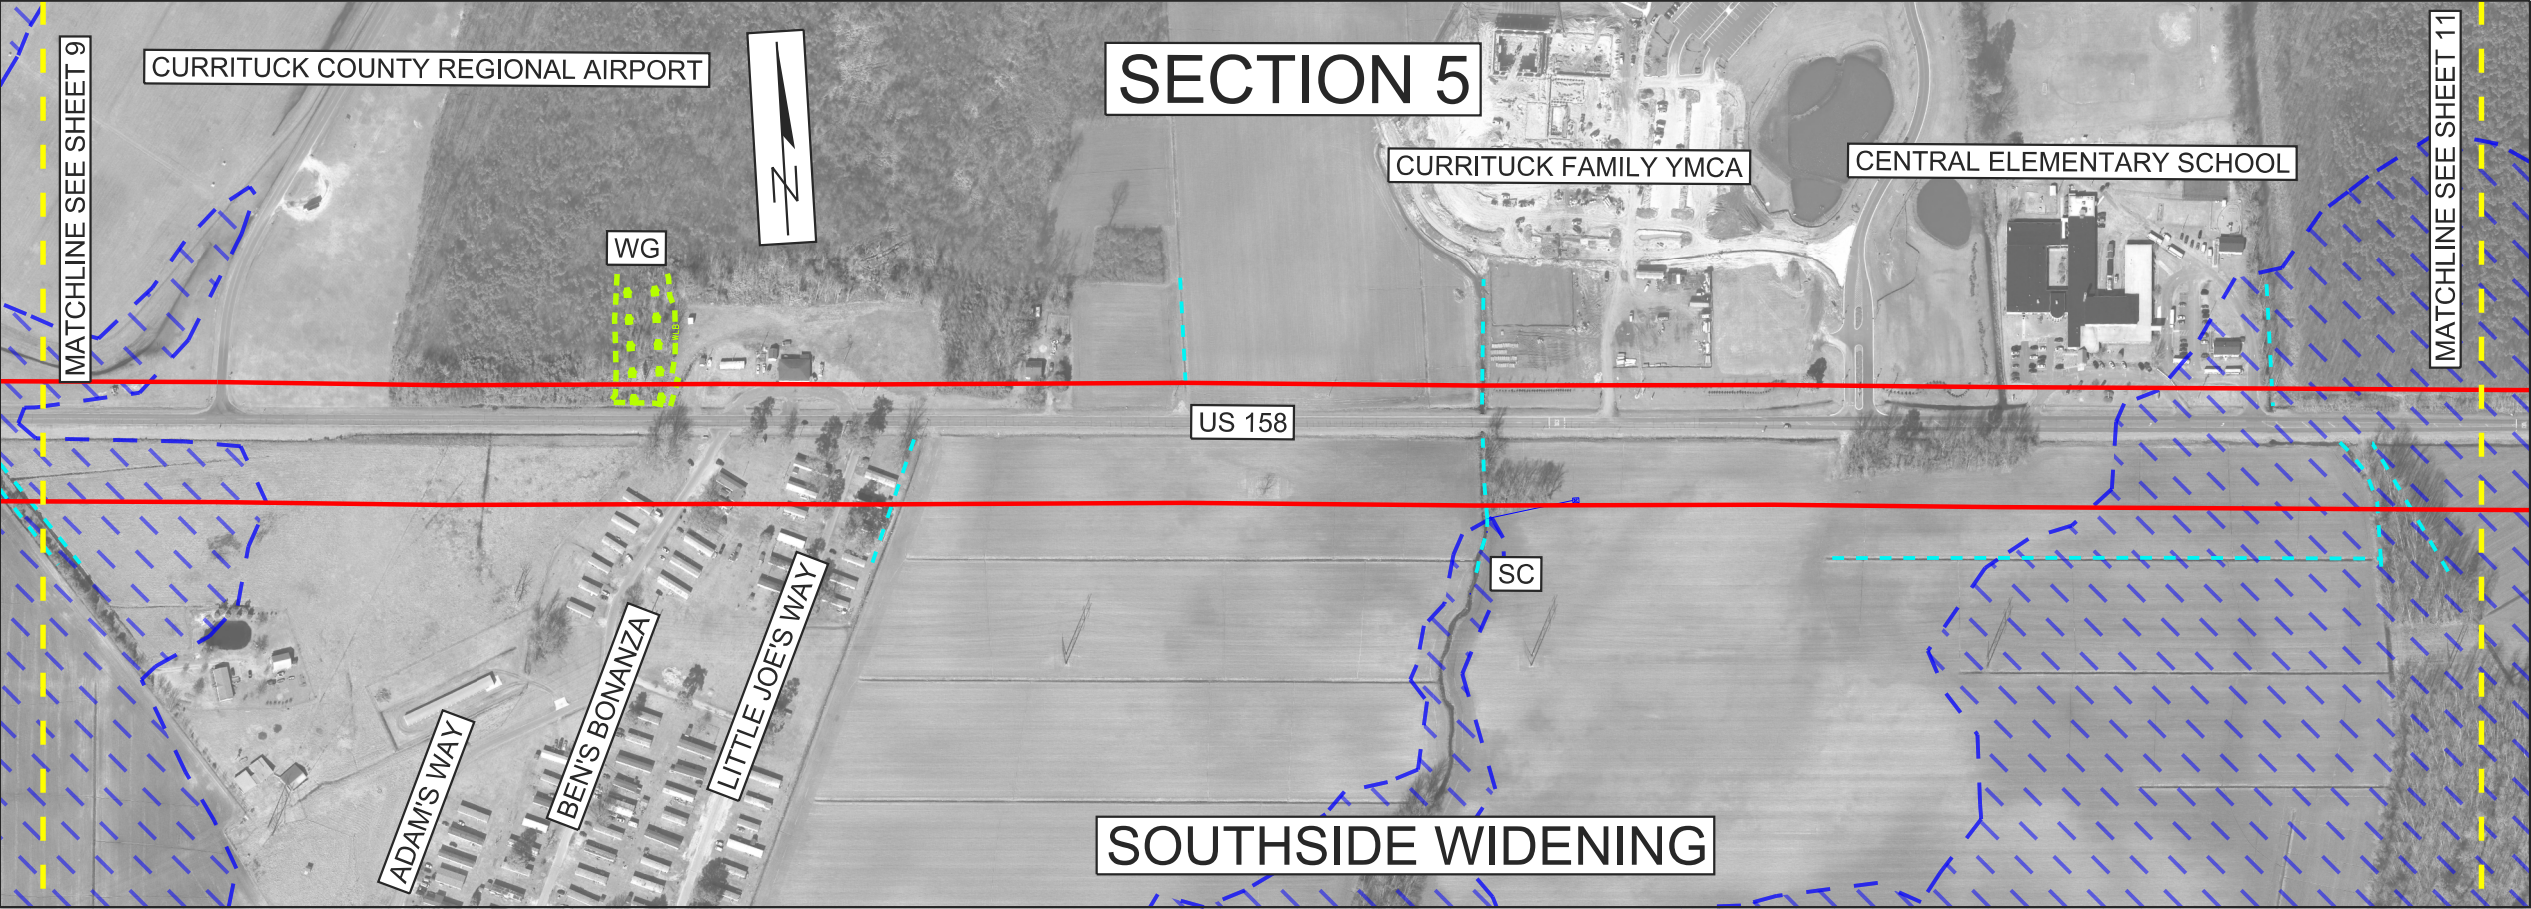 MATCHLINE SEE SHEET 9
CURRITUCK COUNTY REGIONAL AIRPORT
N
SECTION 5
CURRITUCK FAMILY YMCA
CENTRAL ELEMENTARY SCHOOL
MATCHLINE SEE SHEET 11
WG
WLB
US 158
SC
ADAM'S WAY
BEN'S BONANZA
LITTLE JOE'S WAY
SOUTHSIDE WIDENING